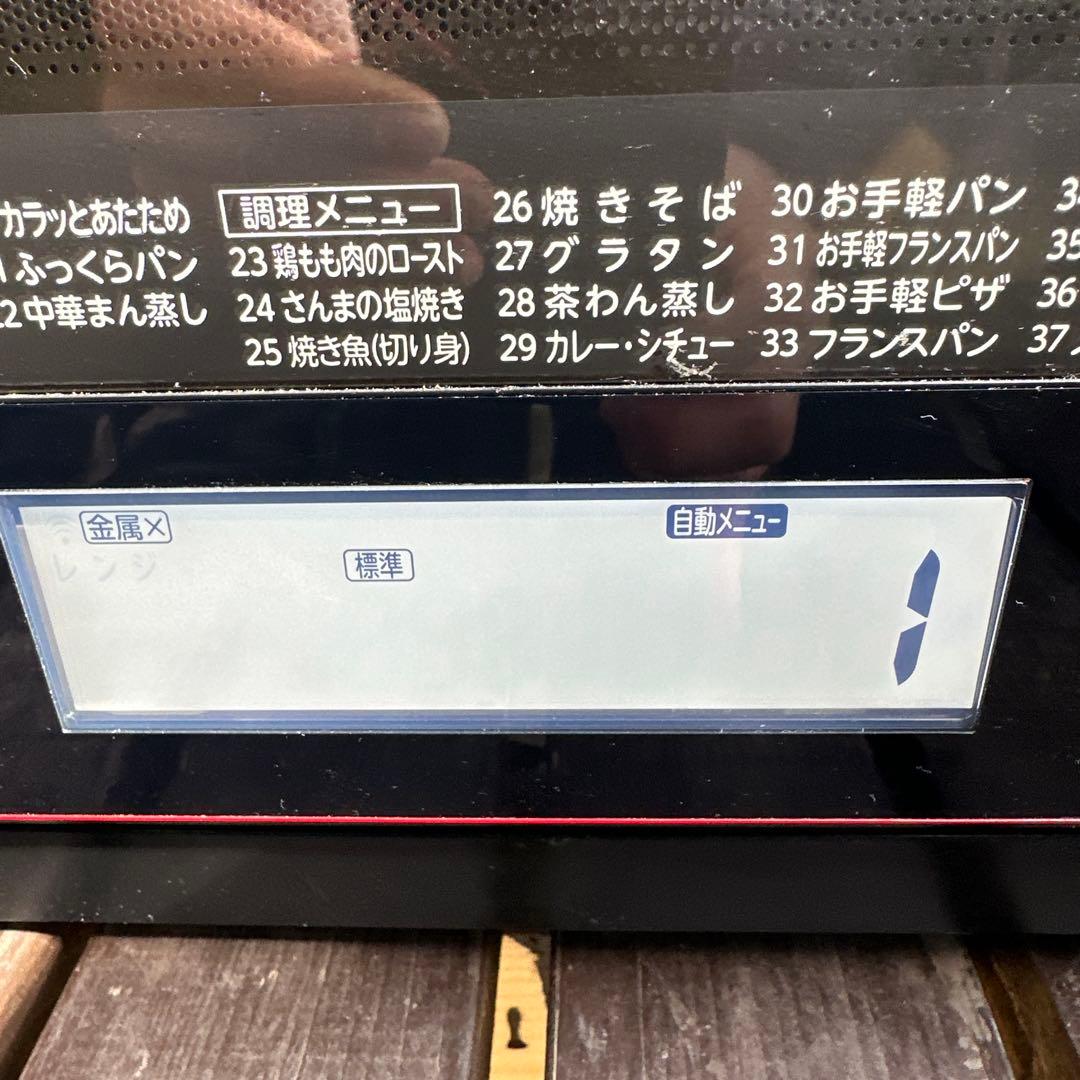 カラッとあたため
ふっくらパン
2中華まん蒸し
調理メニュー
23 鶏もも肉のロースト
24 さんまの塩焼き
25 焼き魚(切り身)
26 焼きそば
27 グラタン
28 茶わん蒸し
29 カレー・シチュー
30 お手軽パン
31 お手軽フランスパン
32 お手軽ピザ
33 フランスパン
35
36
37
金属×
自動メニュー
レンジ
標準
1